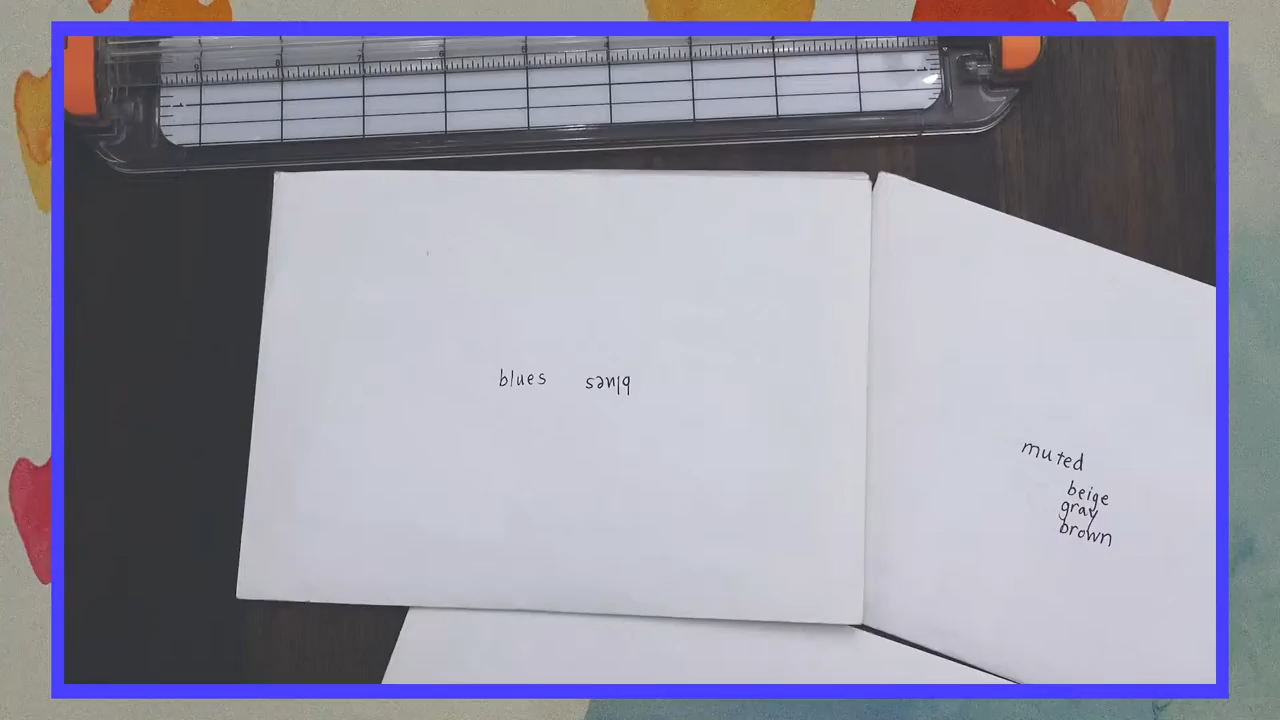 blues blues
muted
beige
gray
brown